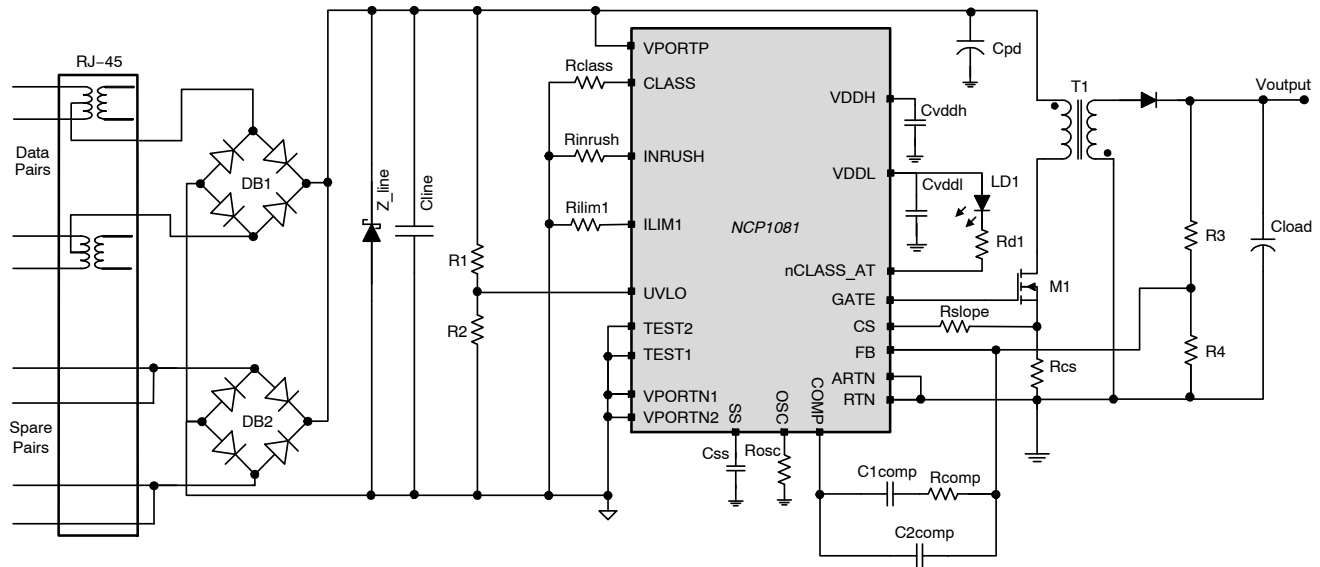 RJ-45
Data
Pairs
Spare
Pairs
DB1
DB2
Z_line
Cline
R1
R2
Rclass
Rinrush
Rilim1
VPORTP
CLASS
INRUSH
ILIM1
UVLO
TEST2
TEST1
VPORTN1
VPORTN2
NCP1081
SS
OSC
COMP
VDDH
VDDL
nCLASS_AT
GATE
CS
FB
ARTN
RTN
Css
Rosc
C1comp
Rcomp
C2comp
Cvddh
Cvddl
LD1
Rd1
Rslope
Rcs
M1
Cpd
T1
Voutput
R3
R4
Cload